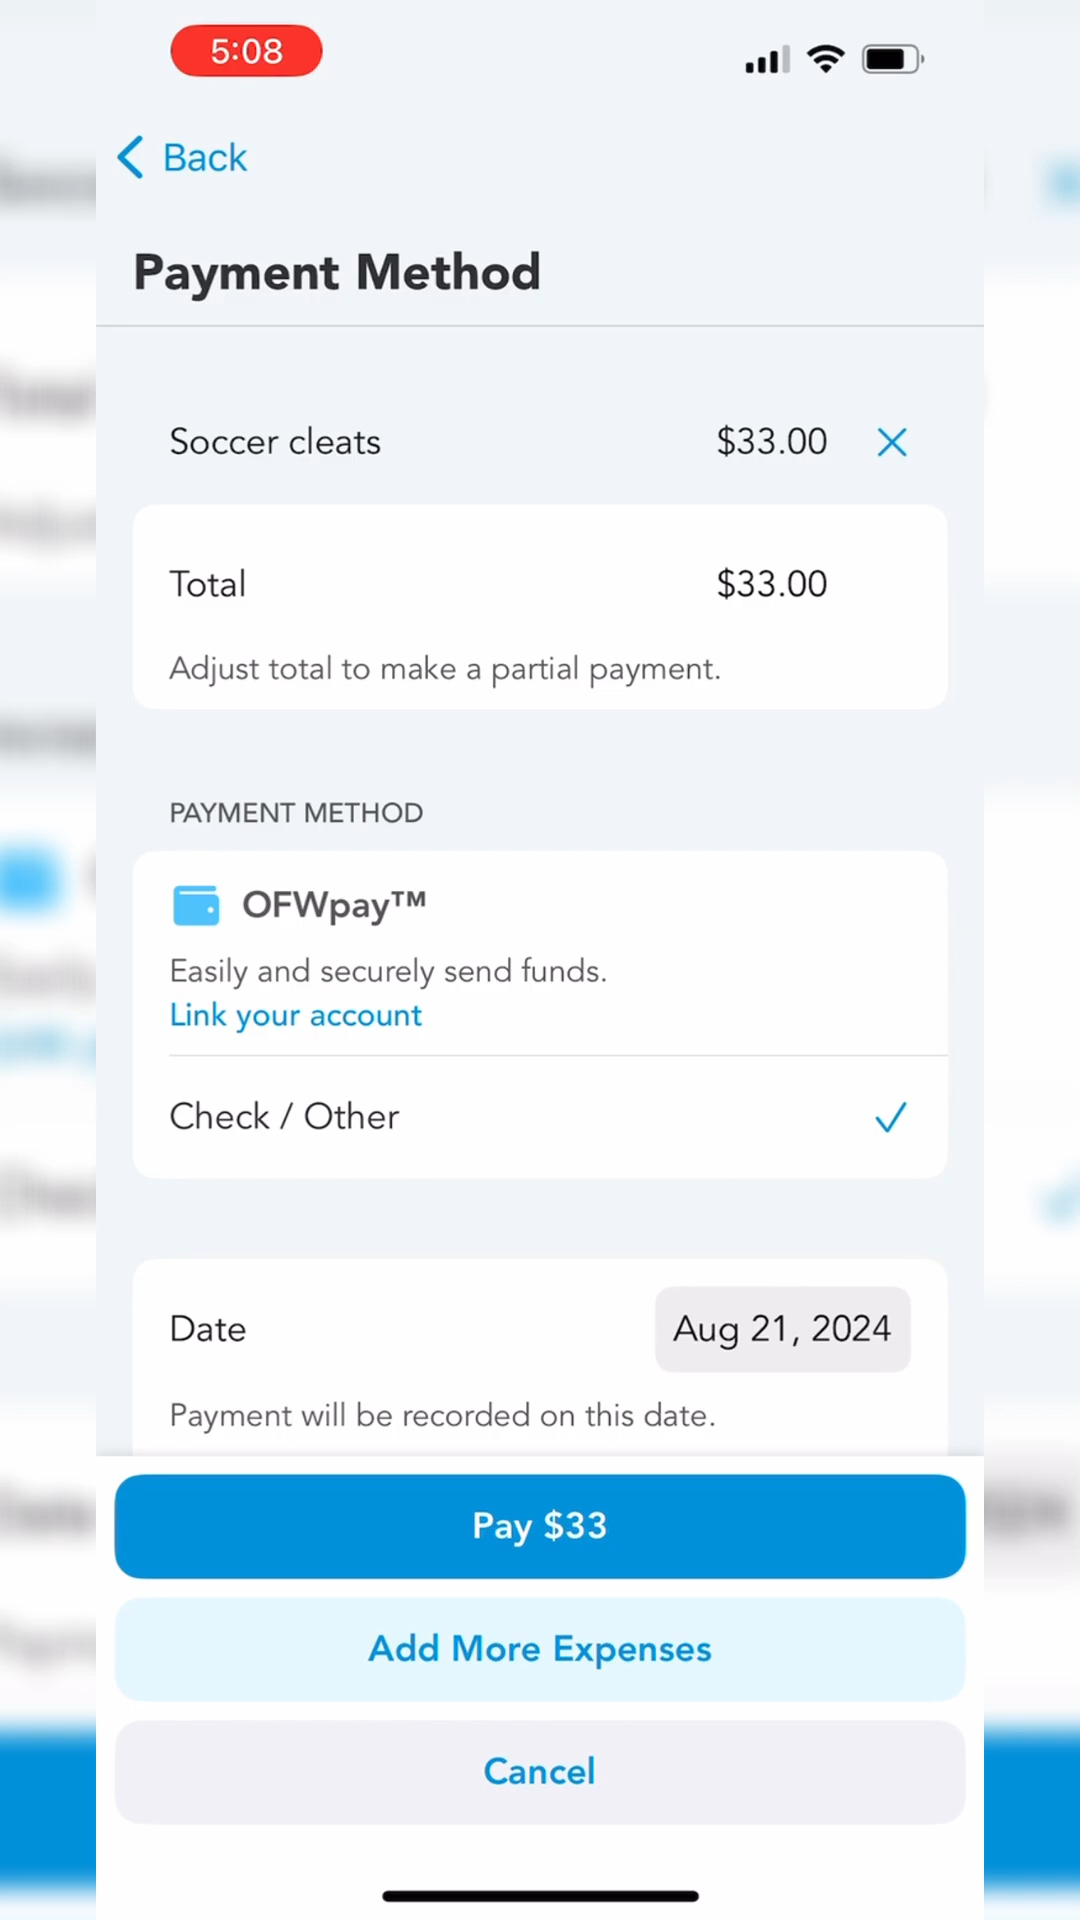 5:08
Back
Payment Method
Soccer cleats $33.00
Total $33.00
Adjust total to make a partial payment.
PAYMENT METHOD
OFWpay™
Easily and securely send funds.
Link your account
Check / Other
Date Aug 21, 2024
Payment will be recorded on this date.
Pay $33
Add More Expenses
Cancel